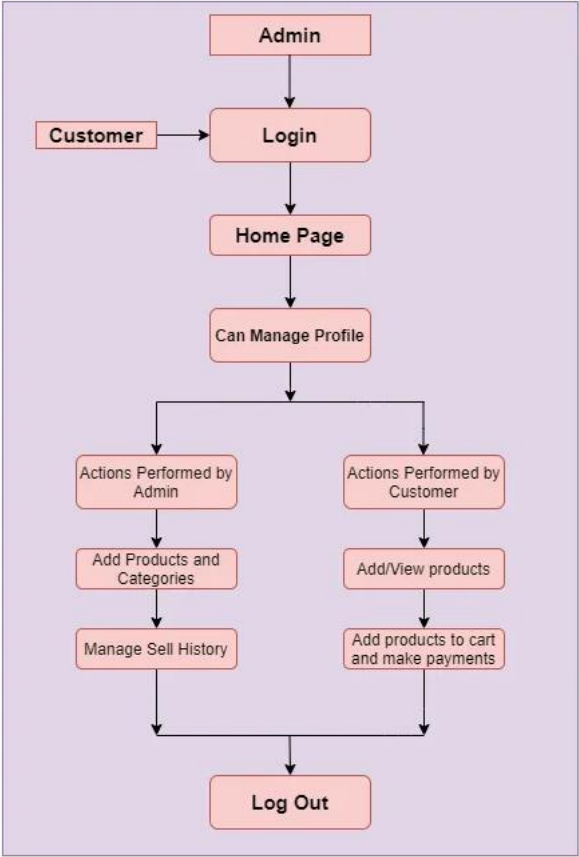 Admin
Customer
Login
Home Page
Can Manage Profile
Actions Performed by
Admin
Actions Performed by
Customer
Add Products and
Categories
Add/View products
Manage Sell History
Add products to cart
and make payments
Log Out